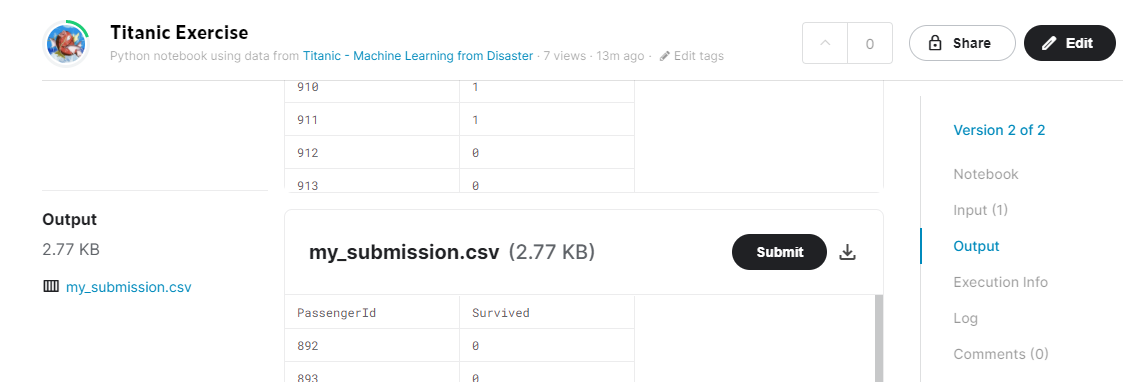 Titanic Exercise
Python notebook using data from Titanic - Machine Learning from Disaster · 7 views · 13m ago · Edit tags
0
Share
Edit
910 1
911 1
912 0
913 0
Output
2.77 KB
my_submission.csv
my_submission.csv (2.77 KB)
Submit
PassengerId Survived
892 0
893 0
Version 2 of 2
Notebook
Input (1)
Output
Execution Info
Log
Comments (0)